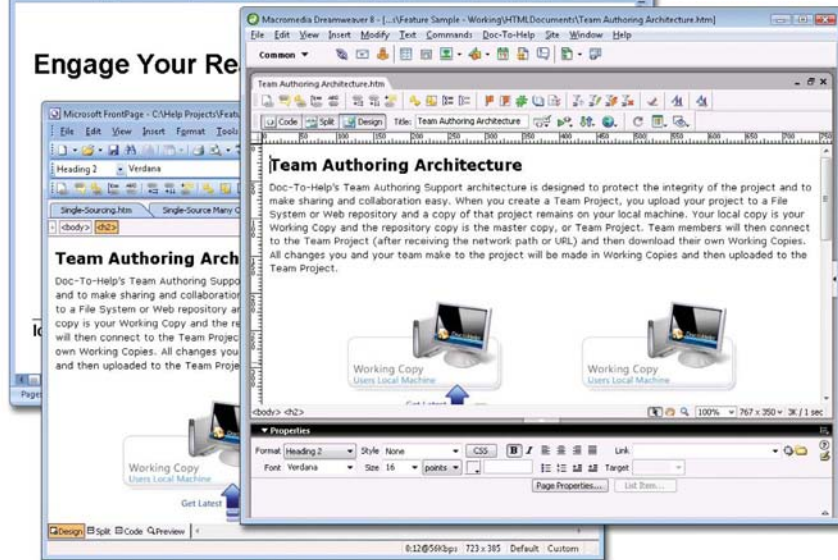 Engage Your Re
Microsoft FrontPage - C:\Help Projects\Featu
File Edit View Insert Format Tools
Heading 2 Verdana
Single-Sourcing.htm Single-Source Many C
<body> <h2>
Team Authoring Arch
Doc-To-Help's Team Authoring Suppo
and to make sharing and collaboration
to a File System or Web repository an
copy is your Working Copy and the re
will then connect to the Team Projec
own Working Copies. All changes you
and then uploaded to the Team Proje
Working Copy
Users Local Machine
Get Latest
Design Split Code Preview
0:12@56Kbps 723 x 385 Default Custom
Macromedia Dreamweaver 8 - [...s\Feature Sample - Working\HTMLDocuments\Team Authoring Architecture.htm]
File Edit View Insert Modify Text Commands Doc-To-Help Site Window Help
Common
Team Authoring Architecture.htm
Code Split Design Title: Team Authoring Architecture
Team Authoring Architecture
Doc-To-Help's Team Authoring Support architecture is designed to protect the integrity of the project and to
make sharing and collaboration easy. When you create a Team Project, you upload your project to a File
System or Web repository and a copy of that project remains on your local machine. Your local copy is your
Working Copy and the repository copy is the master copy, or Team Project. Team members will then connect
to the Team Project (after receiving the network path or URL) and then download their own Working Copies.
All changes you and your team make to the project will be made in Working Copies and then uploaded to the
Team Project.
Working Copy
Users Local Machine
Working Copy
Users Local Machine
Get Latest
<body> <h2> 100% 767 x 350 3K / 1 sec
Properties
Format Heading 2 Style None CSS B I Link
Font Verdana Size 16 points Target
Page Properties... List Item...